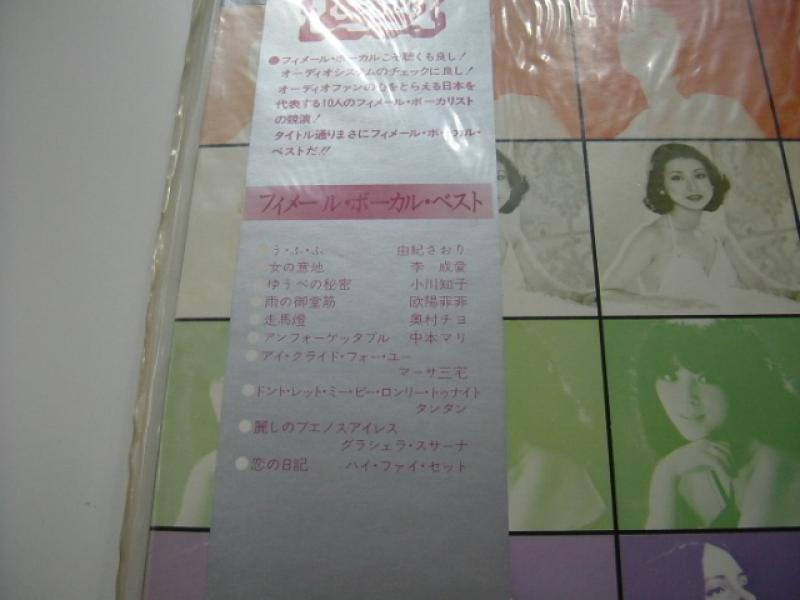 ●フィメール・ボーカルこそ聴くも良し!
オーディオシステムのチェックに良し!
オーディオファンの心をとらえる日本を
代表する10人のフィメール・ボーカリスト
の競演!
タイトル通りまさにフィメール・ボーカル・
ベストだ!!
フィメール・ボーカル・ベスト
う・ふ・ふ 由紀さおり
女の意地 李 成愛
ゆうべの秘密 小川知子
雨の御堂筋 欧陽菲菲
走馬燈 奥村チヨ
アンフォーゲッタブル 中本マリ
アイ・クライド・フォー・ユー
マーサ三宅
ドント・レット・ミー・ビー・ロンリー・トゥナイト
タンタン
麗しのブエノスアイレス
グラシェラ・スサーナ
恋の日記 ハイ・ファイ・セット